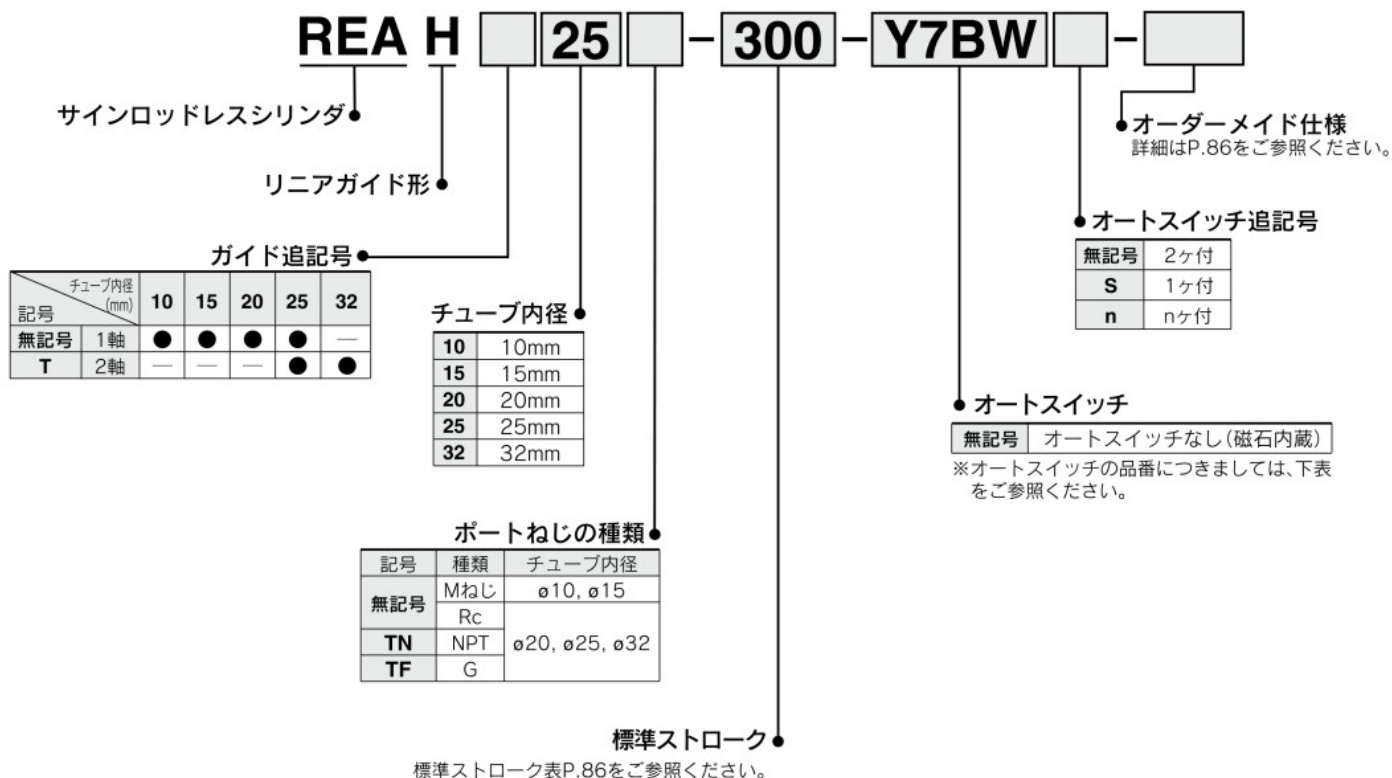 REA H 25 - 300 - Y7BW -
サインロッドレスシリンダ
リニアガイド形
オーダーメイド仕様
詳細はP.86をご参照ください。
ガイド追記号
記号 チューブ内径(mm) 10 15 20 25 32
無記号 1軸 ● ● ● ● —
T 2軸 — — — ● ●
チューブ内径
10 10mm
15 15mm
20 20mm
25 25mm
32 32mm
オートスイッチ追記号
無記号 2ヶ付
S 1ヶ付
n nヶ付
オートスイッチ
無記号 オートスイッチなし(磁石内蔵)
※オートスイッチの品番につきましては、下表
をご参照ください。
ポートねじの種類
記号 種類 チューブ内径
無記号 Mねじ ø10, ø15
Rc
TN NPT ø20, ø25, ø32
TF G
標準ストローク
標準ストローク表P.86をご参照ください。